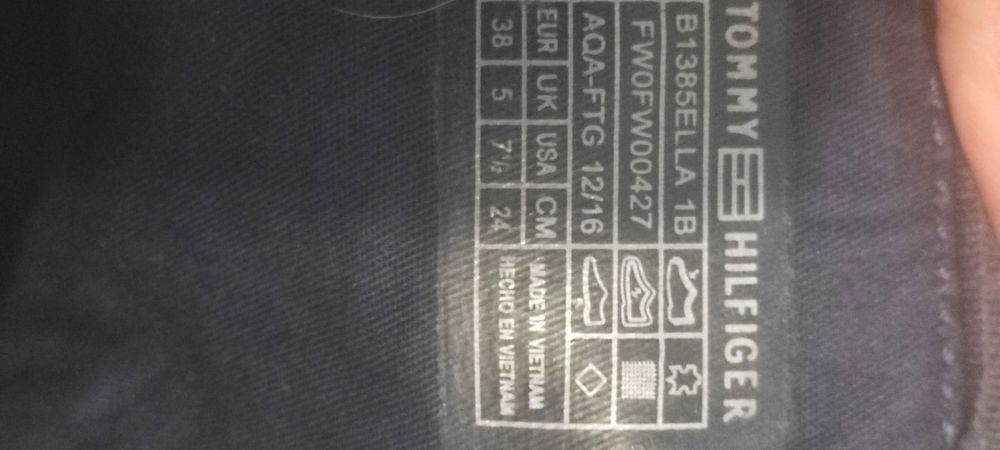 TOMMY HILFIGER
B1385ELLA 1B
FW0FW00427
AQA-FTG 12/16
EUR UK USA CM
38 5 7½ 24
MADE IN VIETNAM
HECHO EN VIETNAM